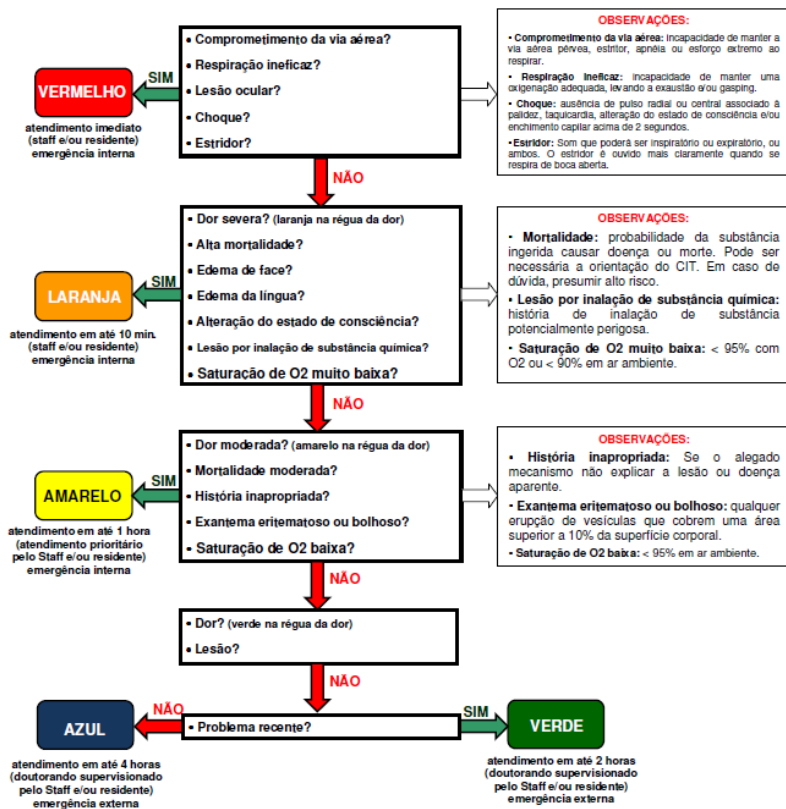 • Comprometimento da via aérea?
• Respiração ineficaz?
• Lesão ocular?
• Choque?
• Estridor?
SIM
VERMELHO
atendimento imediato
(staff e/ou residente)
emergência interna
OBSERVAÇÕES:
• Comprometimento da via aérea: incapacidade de manter a
via aérea pérvea, estritor, apnéia ou esforço extremo ao
respirar.
• Respiração ineficaz: incapacidade de manter uma
oxigenação adequada, levando a exaustão e/ou gasping.
• Choque: ausência de pulso radial ou central associado à
palidez, taquicardia, alteração do estado de consciência e/ou
enchimento capilar acima de 2 segundos.
• Estridor: Som que poderá ser inspiratório ou expiratório, ou
ambos. O estridor é ouvido mais claramente quando se
respira de boca aberta.
NÃO
• Dor severa? (laranja na régua da dor)
• Alta mortalidade?
• Edema de face?
• Edema da língua?
• Alteração do estado de consciência?
• Lesão por inalação de substância química?
• Saturação de O2 muito baixa?
SIM
LARANJA
atendimento em até 10 min.
(staff e/ou residente)
emergência interna
OBSERVAÇÕES:
• Mortalidade: probabilidade da substância
ingerida causar doença ou morte. Pode ser
necessária a orientação do CIT. Em caso de
dúvida, presumir alto risco.
• Lesão por inalação de substância química:
história de inalação de substância
potencialmente perigosa.
• Saturação de O2 muito baixa: < 95% com
O2 ou < 90% em ar ambiente.
NÃO
• Dor moderada? (amarelo na régua da dor)
• Mortalidade moderada?
• História inapropriada?
• Exantema eritematoso ou bolhoso?
• Saturação de O2 baixa?
SIM
AMARELO
atendimento em até 1 hora
(atendimento prioritário
pelo Staff e/ou residente)
emergência interna
OBSERVAÇÕES:
• História inapropriada: Se o alegado
mecanismo não explicar a lesão ou doença
aparente.
• Exantema eritematoso ou bolhoso: qualquer
erupção de vesículas que cobrem uma área
superior a 10% da superfície corporal.
• Saturação de O2 baixa: < 95% em ar ambiente.
NÃO
• Dor? (verde na régua da dor)
• Lesão?
NÃO
• Problema recente?
NÃO
AZUL
atendimento em até 4 horas
(doutorando supervisionado
pelo Staff e/ou residente)
emergência externa
SIM
VERDE
atendimento em até 2 horas
(doutorando supervisionado
pelo Staff e/ou residente)
emergência externa